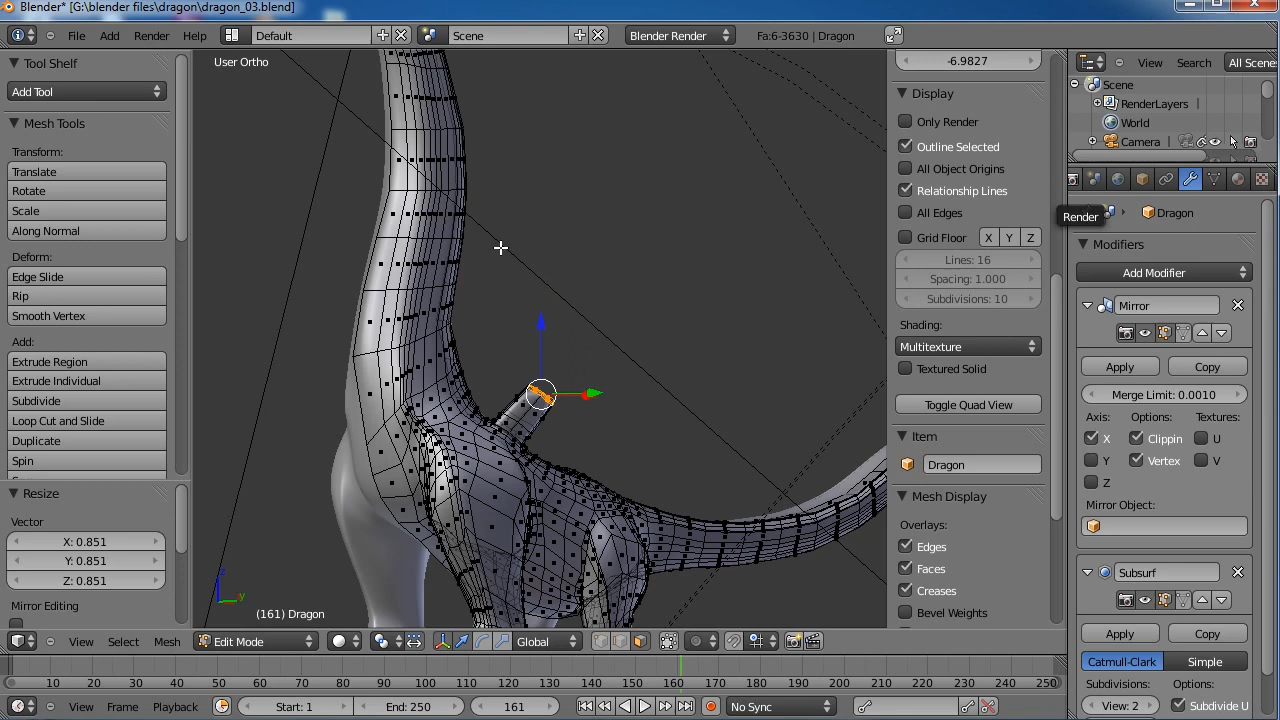 Blender* [G:\blender files\dragon\dragon_03.blend]
File Add Render Help Default Scene Blender Render Fa:6-3630 | Dragon
Tool Shelf
Add Tool
Mesh Tools
Transform:
Translate
Rotate
Scale
Along Normal
Deform:
Edge Slide
Rip
Smooth Vertex
Add:
Extrude Region
Extrude Individual
Subdivide
Loop Cut and Slide
Duplicate
Spin
Resize
Vector
X: 0.851
Y: 0.851
Z: 0.851
Mirror Editing
User Ortho
z
y
(161) Dragon
-6.9827
Display
Only Render
Outline Selected
All Object Origins
Relationship Lines
All Edges
Grid Floor X Y Z
Lines: 16
Spacing: 1.000
Subdivisions: 10
Shading:
Multitexture
Textured Solid
Toggle Quad View
Item
Dragon
Mesh Display
Overlays:
Edges
Faces
Creases
Bevel Weights
View Search All Scene
Scene
RenderLayers
World
Camera
Render
Dragon
Modifiers
Add Modifier
Mirror
Apply Copy
Merge Limit: 0.0010
Axis: Options: Textures:
X Clippin U
Y Vertex V
Z
Mirror Object:
Subsurf
Apply Copy
Catmull-Clark Simple
Subdivisions: Options:
View: 2 Subdivide U
View Select Mesh Edit Mode Global
10 20 30 40 50 60 70 80 90 100 110 120 130 140 150 160 170 180 190 200 210 220 230 240 250
View Frame Playback Start: 1 End: 250 161 No Sync